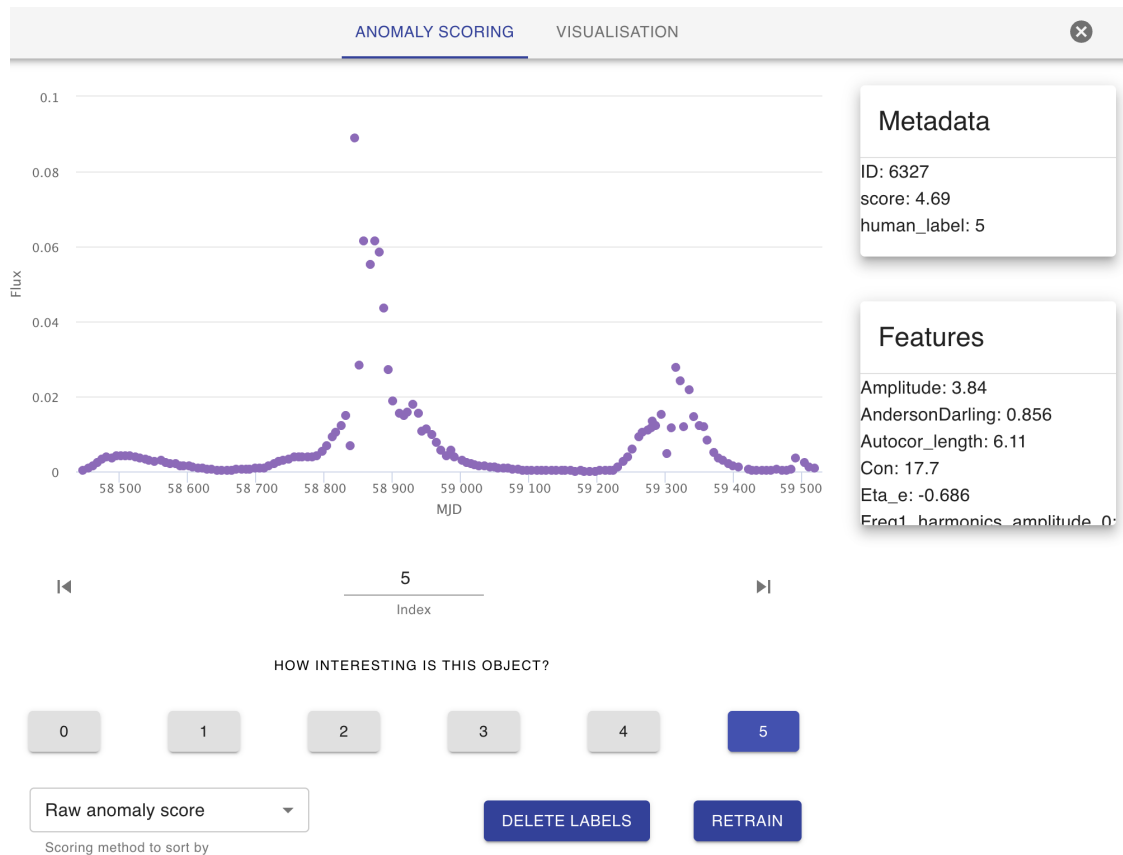 ANOMALY SCORING VISUALISATION
0.1
0.08
0.06
0.04
0.02
0
Flux
58 500 58 600 58 700 58 800 58 900 59 000 59 100 59 200 59 300 59 400 59 500
MJD
Metadata
ID: 6327
score: 4.69
human_label: 5
Features
Amplitude: 3.84
AndersonDarling: 0.856
Autocor_length: 6.11
Con: 17.7
Eta_e: -0.686
Freq1_harmonics_amplitude_0:
5
Index
HOW INTERESTING IS THIS OBJECT?
0 1 2 3 4 5
Raw anomaly score
Scoring method to sort by
DELETE LABELS RETRAIN